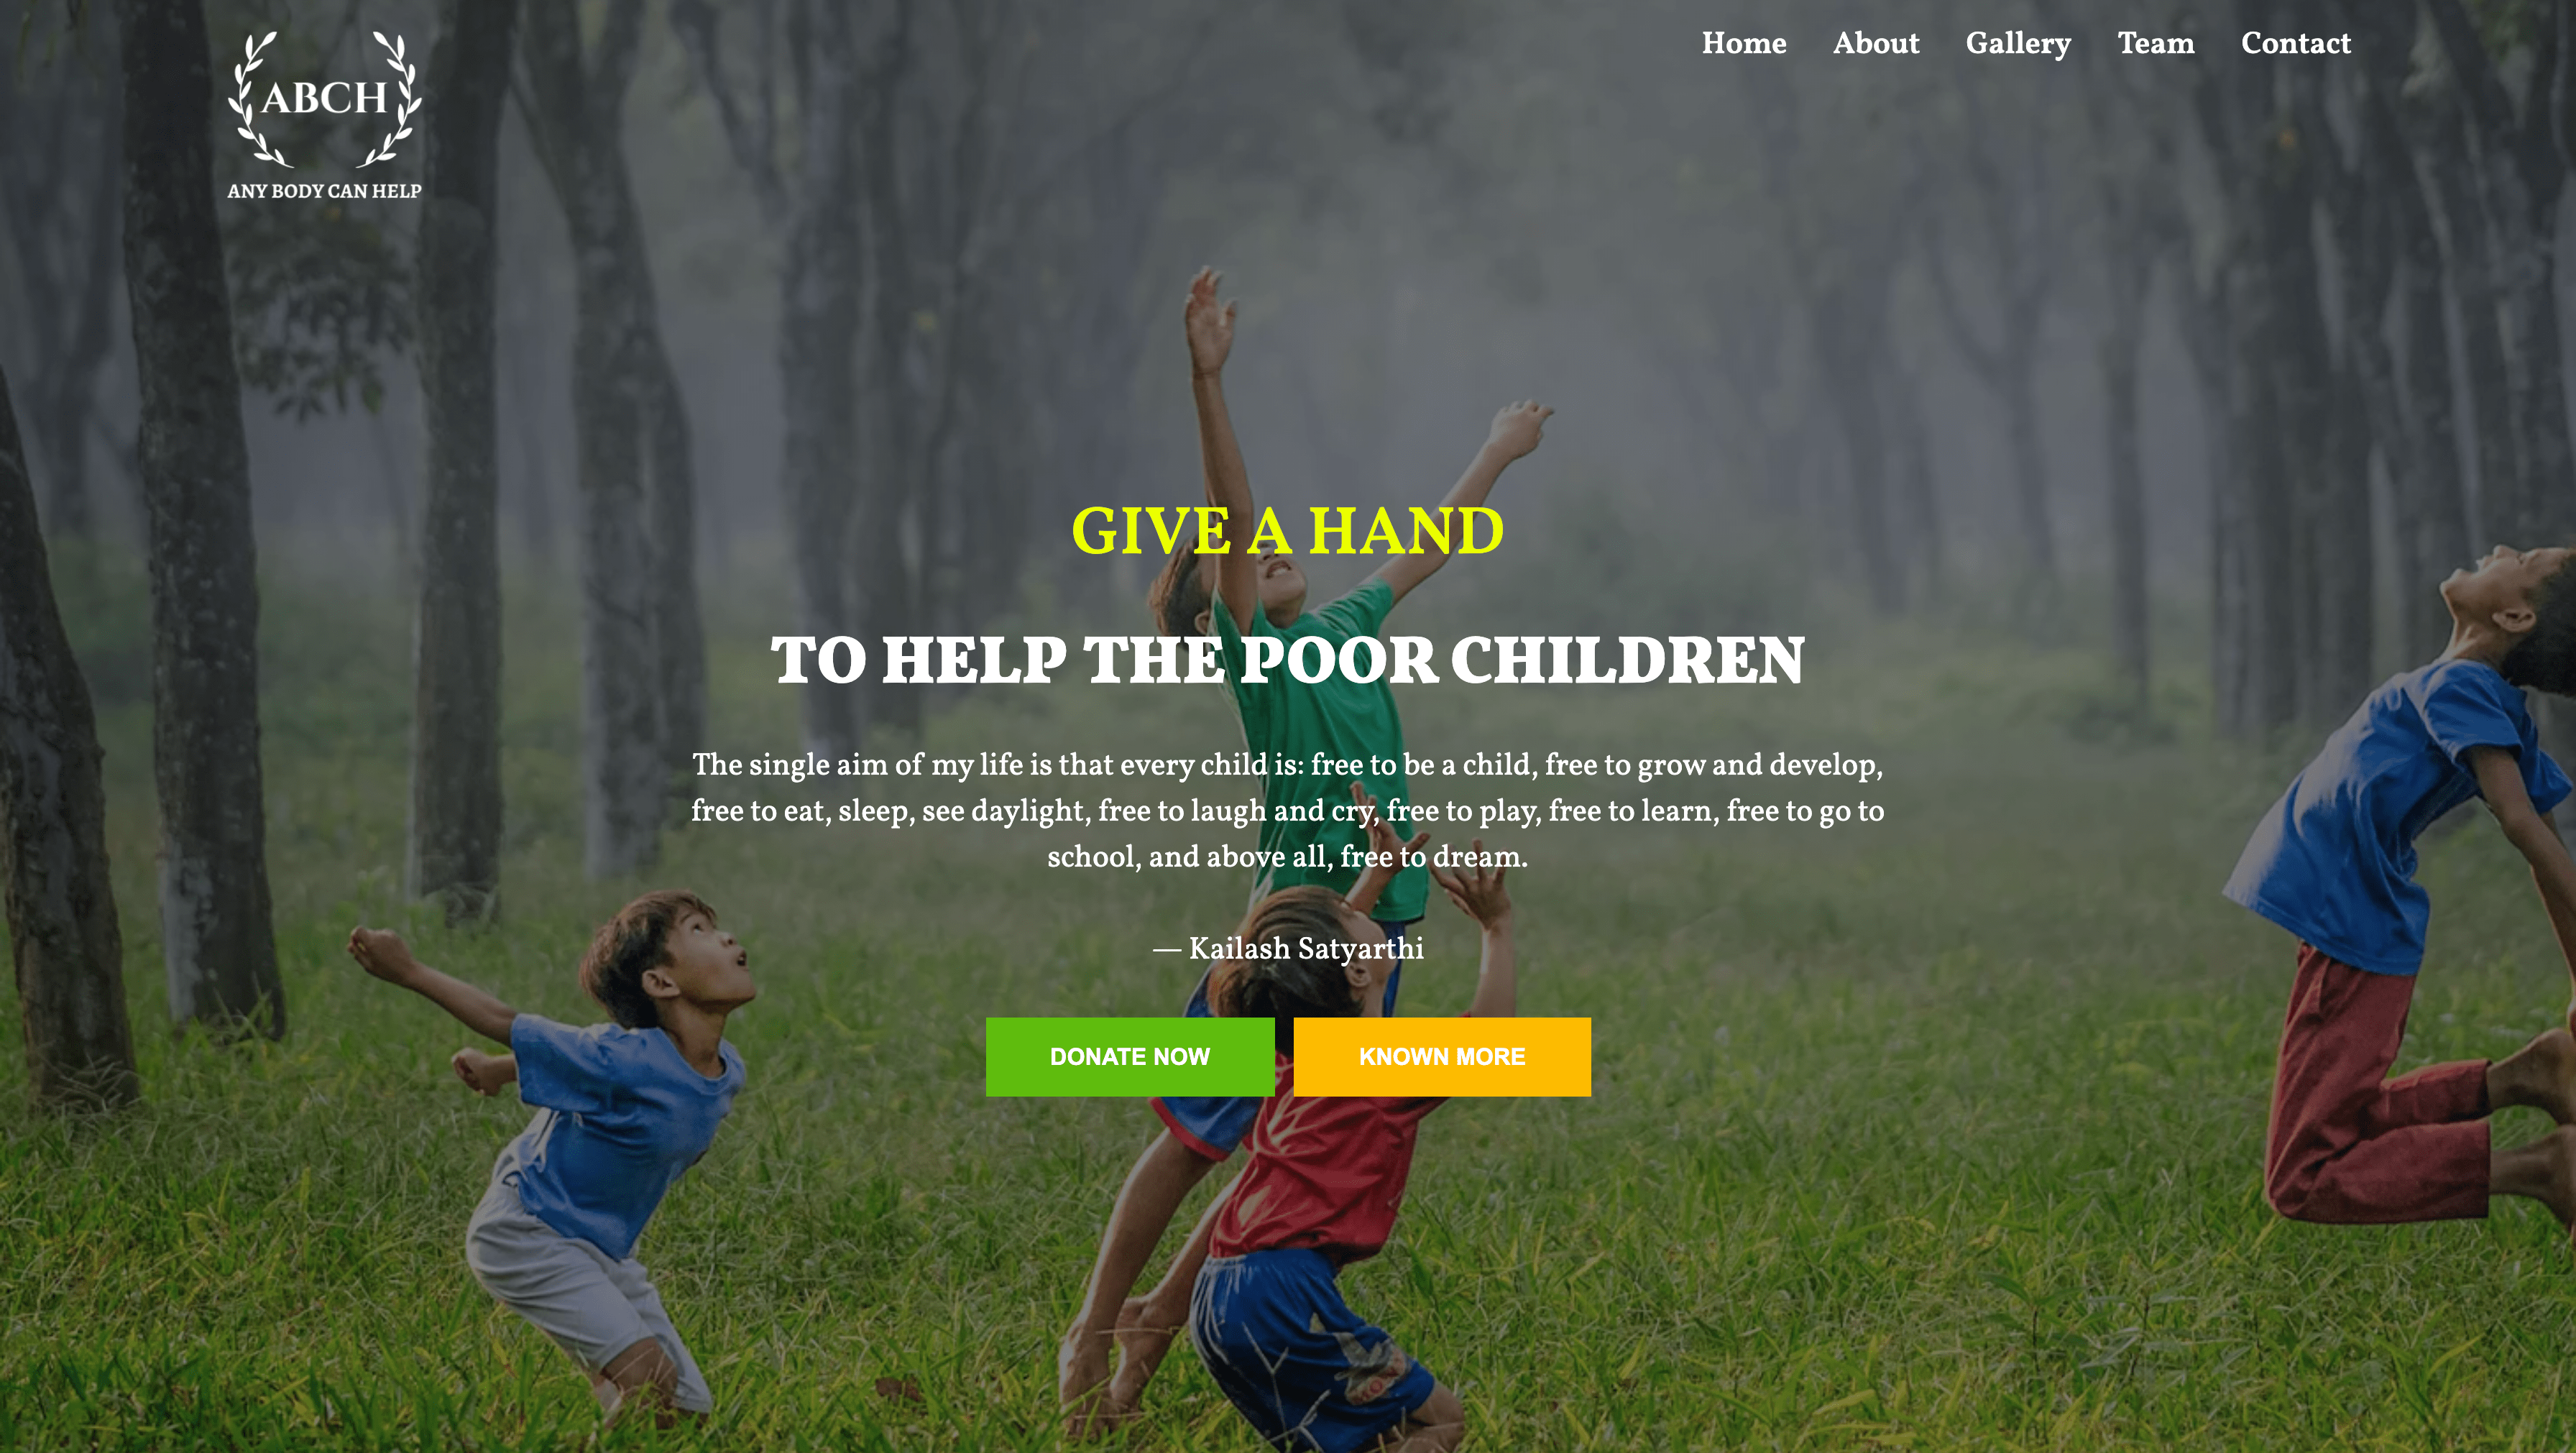 ABCH
ANY BODY CAN HELP
Home About Gallery Team Contact
GIVE A HAND
TO HELP THE POOR CHILDREN
The single aim of my life is that every child is: free to be a child, free to grow and develop,
free to eat, sleep, see daylight, free to laugh and cry, free to play, free to learn, free to go to
school, and above all, free to dream.
— Kailash Satyarthi
DONATE NOW KNOWN MORE